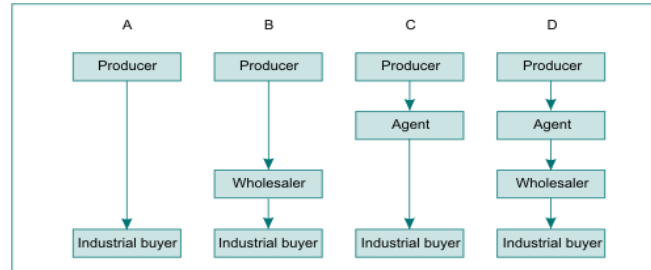 A B C D
Producer Producer Producer Producer
Agent Agent
Wholesaler Wholesaler
Industrial buyer Industrial buyer Industrial buyer Industrial buyer